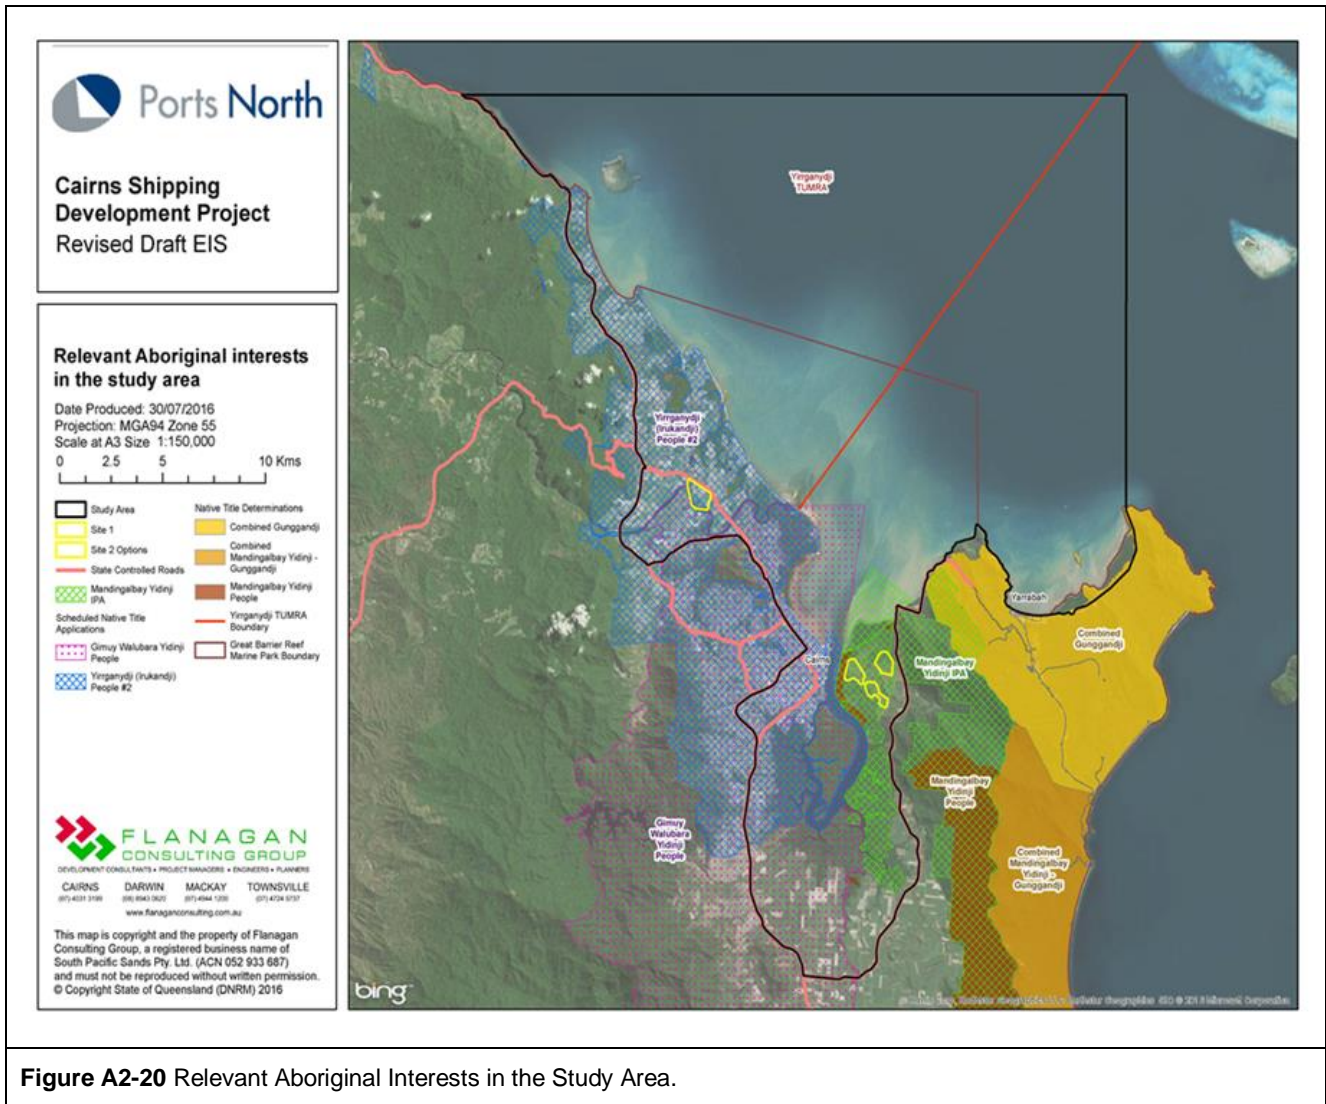 Ports North
Cairns Shipping
Development Project
Revised Draft EIS
Relevant Aboriginal interests
in the study area
Date Produced: 30/07/2016
Projection: MGA94 Zone 55
Scale at A3 Size 1:150,000
0 2.5 5 10 Kms
Study Area
Site 1
Site 2 Options
State Controlled Roads
Mandingalbay Yidinji
IPA
Scheduled Native Title
Applications
Gimuy Walubara Yidinji
People
Yirrganydji (Irukandji)
People #2
Native Title Determinations
Combined Gunggandji
Combined
Mandingalbay Yidinji -
Gunggandji
Mandingalbay Yidinji
People
Yirrganydji TUMRA
Boundary
Great Barrier Reef
Marine Park Boundary
FLANAGAN
CONSULTING GROUP
DEVELOPMENT CONSULTANTS • PROJECT MANAGERS • ENGINEERS • PLANNERS
CAIRNS DARWIN MACKAY TOWNSVILLE
www.flanaganconsulting.com.au
This map is copyright and the property of Flanagan
Consulting Group, a registered business name of
South Pacific Sands Pty. Ltd. (ACN 052 933 687)
and must not be reproduced without written permission.
© Copyright State of Queensland (DNRM) 2016
Yirrganydji
TUMRA
Yirrganydji
(Irukandji)
People #2
Cairns
Yarrabah
Combined
Gunggandji
Mandingalbay
Yidinji IPA
Mandingalbay
Yidinji
People
Gimuy
Walubara
Yidinji
People
Combined
Mandingalbay
Yidinji -
Gunggandji
bing
Microsoft Corporation
Figure A2-20 Relevant Aboriginal Interests in the Study Area.